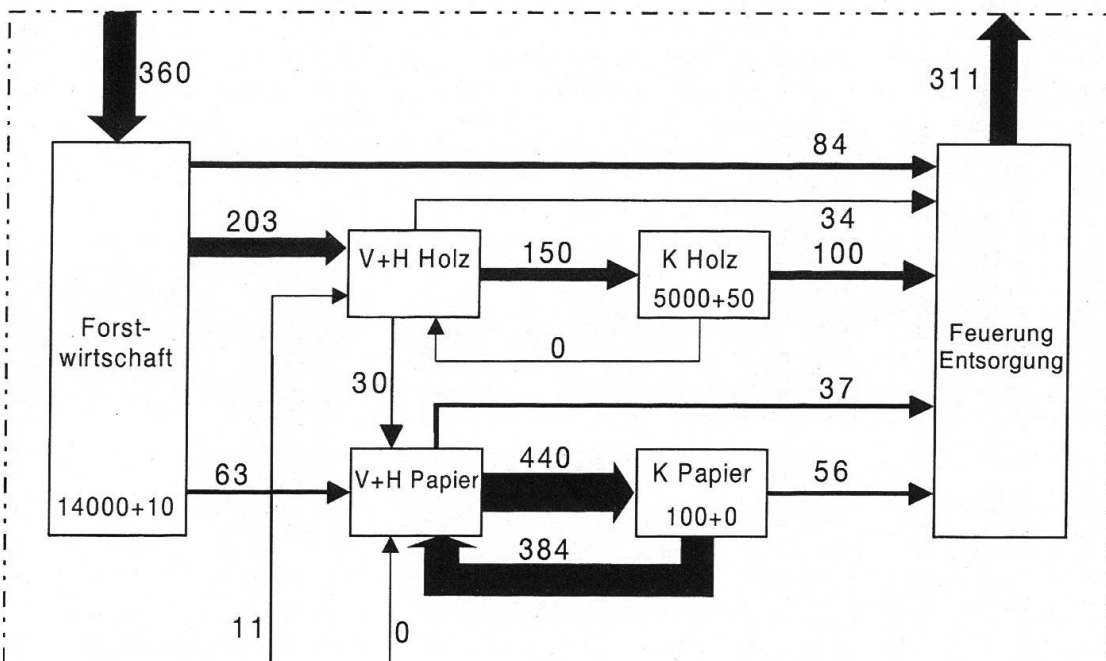 360
311
84
203
34
V+H Holz
150
K Holz
5000+50
100
Forst-
wirtschaft
0
Feuerung
Entsorgung
30
37
63
V+H Papier
440
K Papier
100+0
56
14000+10
384
11
0